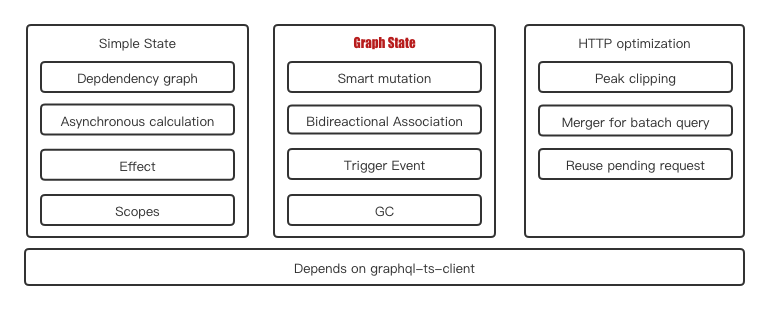 Simple State
Depdendency graph
Asynchronous calculation
Effect
Scopes
Graph State
Smart mutation
Bidireactional Association
Trigger Event
GC
HTTP optimization
Peak clipping
Merger for batach query
Reuse pending request
Depends on graphql-ts-client